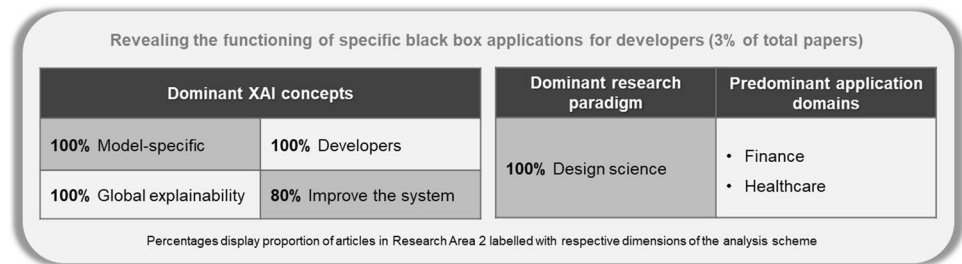 Revealing the functioning of specific black box applications for developers (3% of total papers)
Dominant XAI concepts
100% Model-specific
100% Developers
100% Global explainability
80% Improve the system
Dominant research
paradigm
100% Design science
Predominant application
domains
• Finance
• Healthcare
Percentages display proportion of articles in Research Area 2 labelled with respective dimensions of the analysis scheme